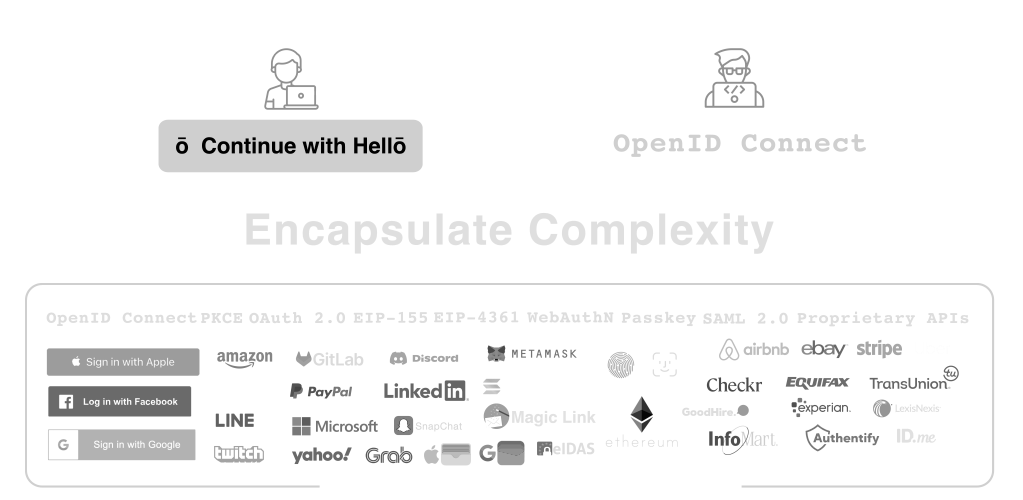 ō Continue with Hellō
OpenID Connect
Encapsulate Complexity
OpenID Connect PKCE OAuth 2.0 EIP-155 EIP-4361 WebAuthN Passkey SAML 2.0 Proprietary APIs
Sign in with Apple
amazon
GitLab
Discord
METAMASK
airbnb
ebay
stripe
Log in with Facebook
PayPal
Linked in
Checkr
EQUIFAX
TransUnion
tu
LINE
Microsoft
SnapChat
Magic Link
ethereum
GoodHire
experian.
LexisNexis
G Sign in with Google
twitch
yahoo!
Grab
G
eIDAS
InfoMart
Authentify
ID.me